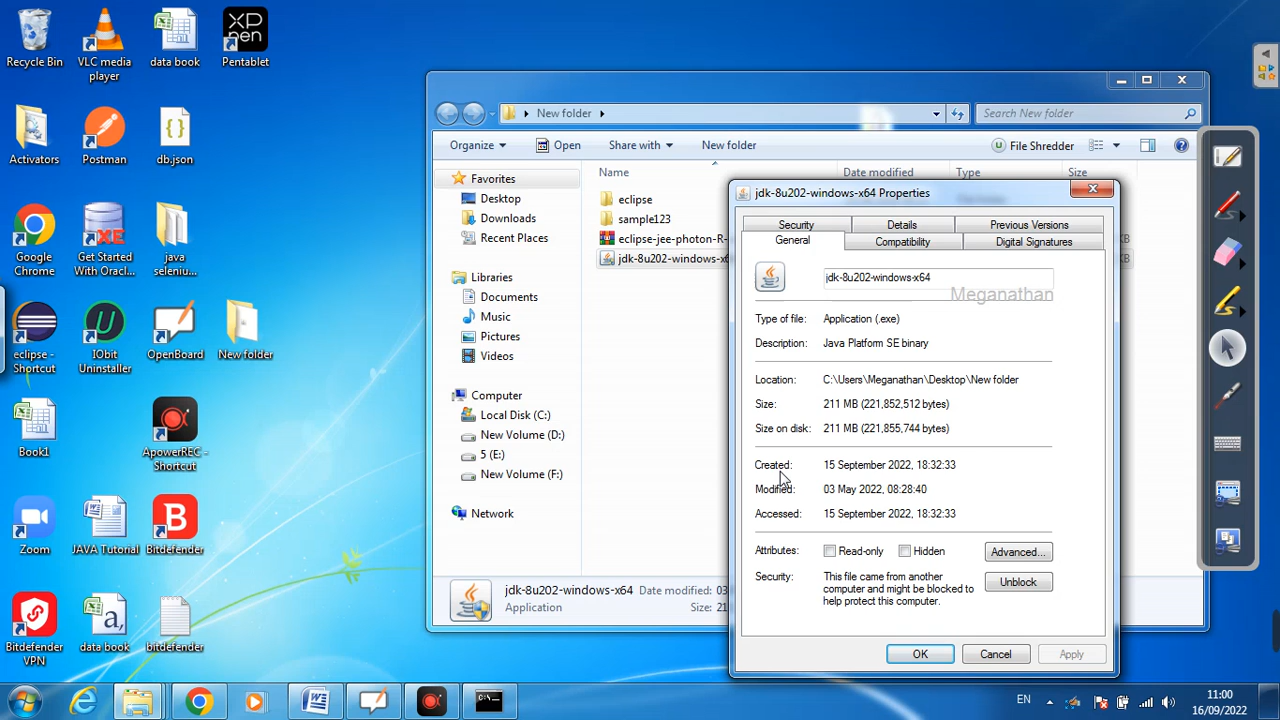 Recycle Bin
VLC media
player
data book
XP
Pen
Pentablet
Activators
Postman
{ }
db.json
Google
Chrome
XE
Get Started
With Oracl...
java
seleniu...
eclipse -
Shortcut
IObit
Uninstaller
OpenBoard
New folder
Book1
ApowerREC -
Shortcut
Zoom
JAVA Tutorial
B
Bitdefender
Bitdefender
VPN
a,
data book
bitdefender
New folder
Search New folder
Organize
Open
Share with
New folder
File Shredder
Favorites
Desktop
Downloads
Recent Places
Libraries
Documents
Music
Pictures
Videos
Computer
Local Disk (C:)
New Volume (D:)
5 (E:)
New Volume (F:)
Network
Name
Date modified
Type
Size
eclipse
sample123
eclipse-jee-photon-R-
jdk-8u202-windows-x6
KB
KB
jdk-8u202-windows-x64
Date modified: 03
Application
Size: 21
jdk-8u202-windows-x64 Properties
Security
Details
Previous Versions
General
Compatibility
Digital Signatures
jdk-8u202-windows-x64
Meganathan
Type of file: Application (.exe)
Description: Java Platform SE binary
Location: C:\Users\Meganathan\Desktop\New folder
Size: 211 MB (221,852,512 bytes)
Size on disk: 211 MB (221,855,744 bytes)
Created: 15 September 2022, 18:32:33
Modified: 03 May 2022, 08:28:40
Accessed: 15 September 2022, 18:32:33
Attributes: Read-only Hidden Advanced...
Security: This file came from another
computer and might be blocked to
help protect this computer.
Unblock
OK
Cancel
Apply
EN
11:00
16/09/2022